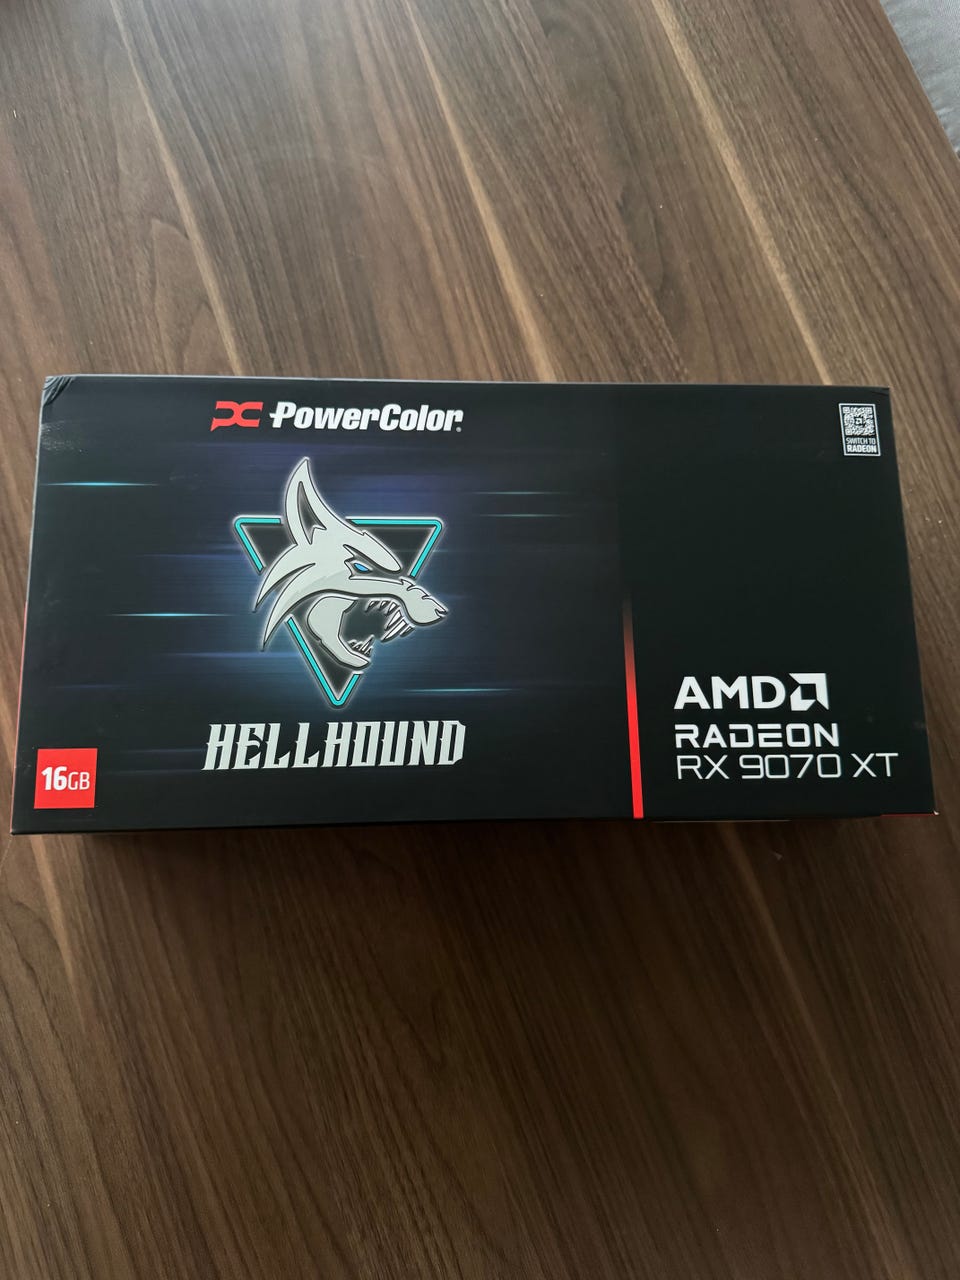 PowerColor
SWITCH TO
RADEON
HELLHOUND
16GB
AMD
RADEON
RX 9070 XT